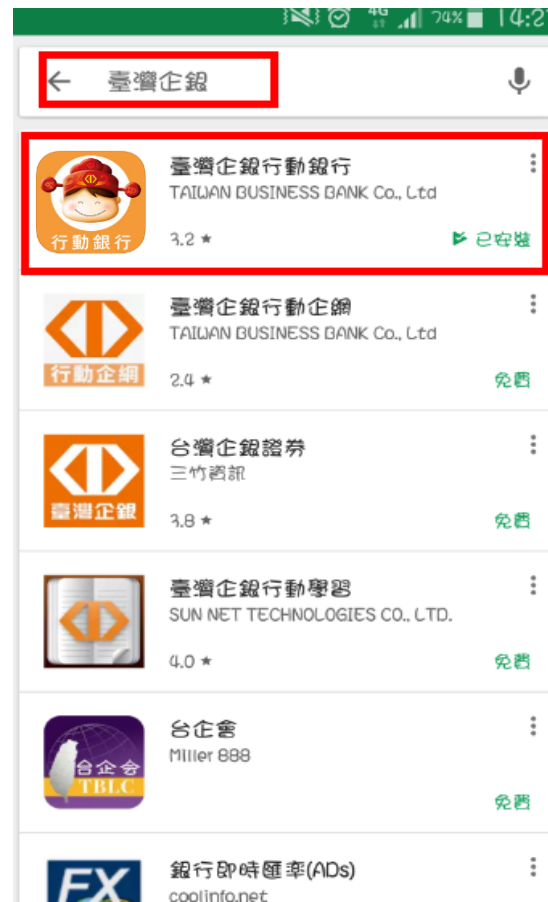 4G 74% 14:2
臺灣企銀
臺灣企銀行動銀行
TAIWAN BUSINESS BANK Co., Ltd
行動銀行
3.2 ★ 已安裝
臺灣企銀行動企網
TAIWAN BUSINESS BANK Co., Ltd
行動企網
2.4 ★ 免費
台灣企銀證券
三竹資訊
臺灣企銀
3.8 ★ 免費
臺灣企銀行動學習
SUN NET TECHNOLOGIES CO., LTD.
4.0 ★ 免費
台企會
Miller 888
台企会
TBLC
免費
銀行即時匯率(ADs)
FX
coolinfo.net